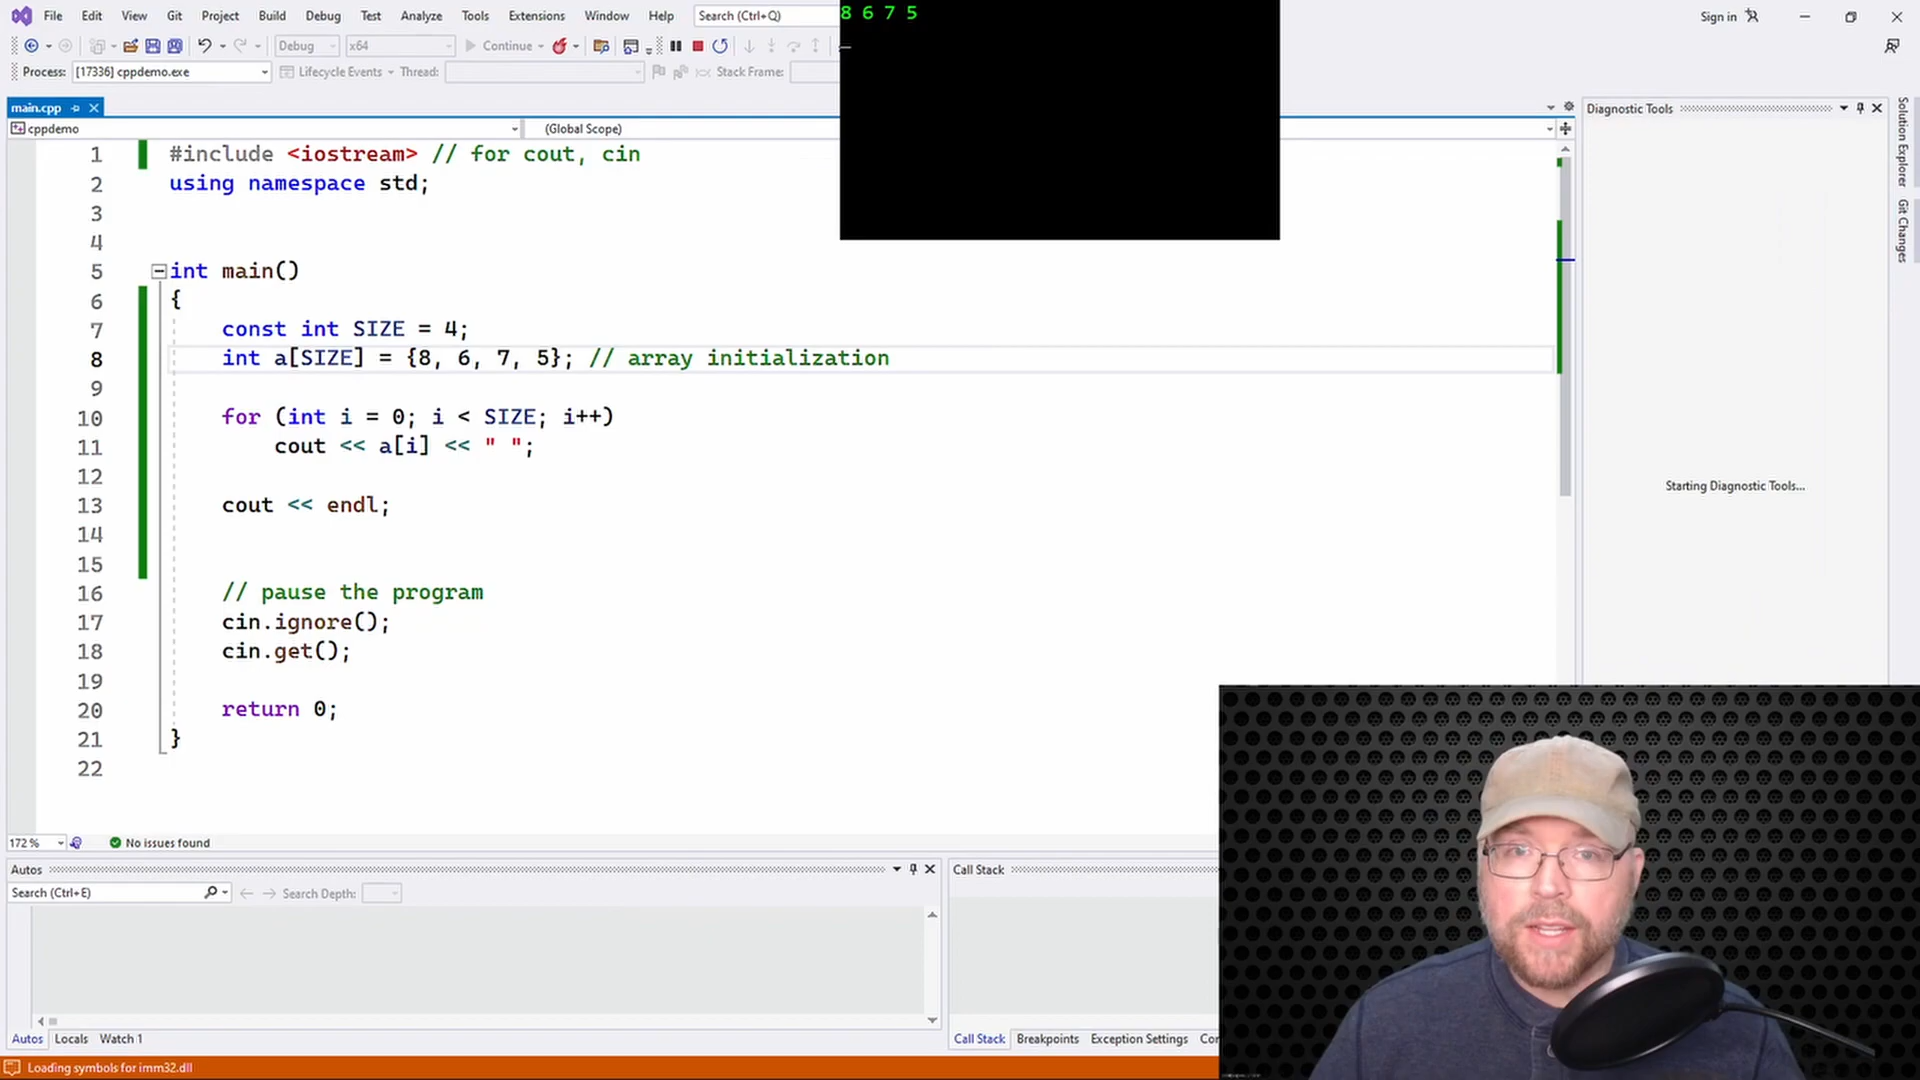 File Edit View Git Project Build Debug Test Analyze Tools Extensions Window Help Search (Ctrl+Q) Sign in
Debug x64 Continue
Process: [17336] cppdemo.exe Lifecycle Events Thread: Stack Frame:
8 6 7 5
main.cpp
cppdemo (Global Scope)
1 #include <iostream> // for cout, cin
2 using namespace std;
3
4
5 int main()
6 {
7 const int SIZE = 4;
8 int a[SIZE] = {8, 6, 7, 5}; // array initialization
9
10 for (int i = 0; i < SIZE; i++)
11 cout << a[i] << " ";
12
13 cout << endl;
14
15
16 // pause the program
17 cin.ignore();
18 cin.get();
19
20 return 0;
21 }
22
172 % No issues found
Diagnostic Tools
Starting Diagnostic Tools...
Solution Explorer
Git Changes
Autos
Search (Ctrl+E) Search Depth:
Autos Locals Watch 1
Call Stack
Call Stack Breakpoints Exception Settings
Loading symbols for imm32.dll